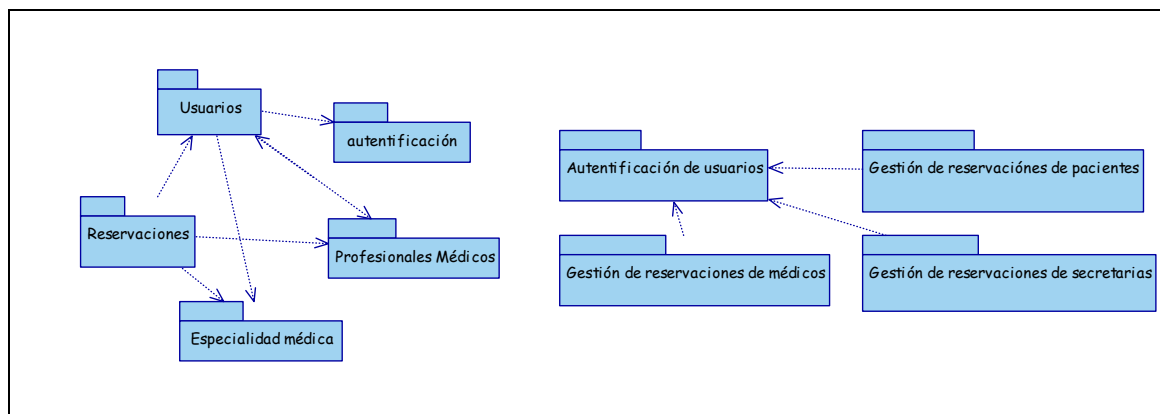 Usuarios
autentificación
Reservaciones
Profesionales Médicos
Especialidad médica
Autentificación de usuarios
Gestión de reservaciónes de pacientes
Gestión de reservaciones de médicos
Gestión de reservaciones de secretarias